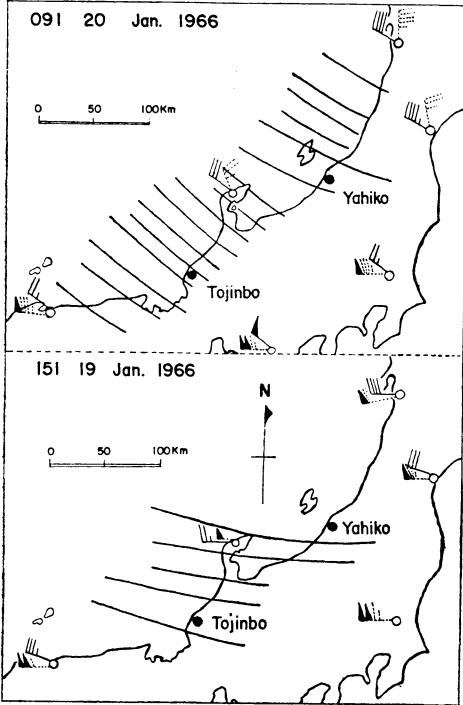 09I 20 Jan. 1966
0 50 100Km
Yahiko
Tojinbo
15I 19 Jan. 1966
N
0 50 100Km
Yahiko
Tojinbo